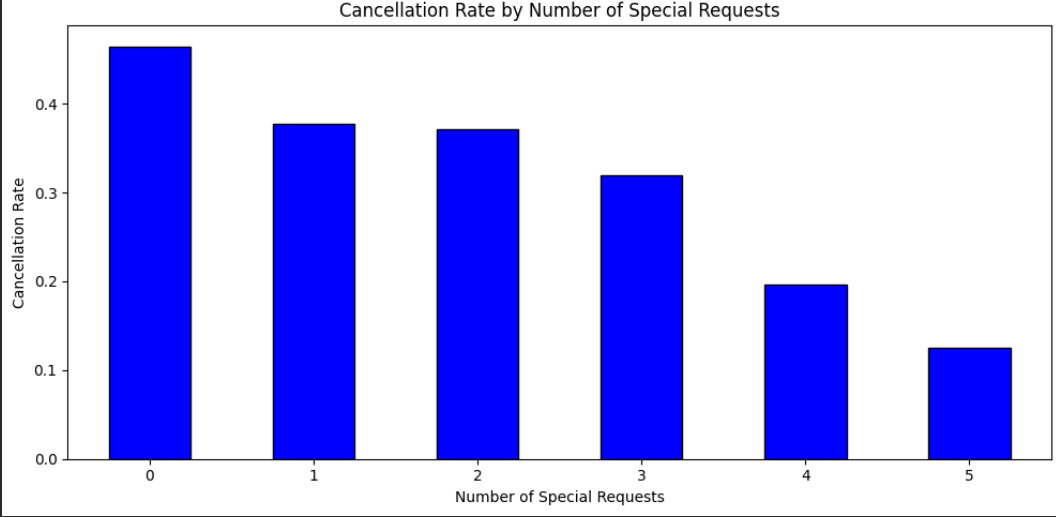 Cancellation Rate by Number of Special Requests
Cancellation Rate
0.4
0.3
0.2
0.1
0.0
0 1 2 3 4 5
Number of Special Requests